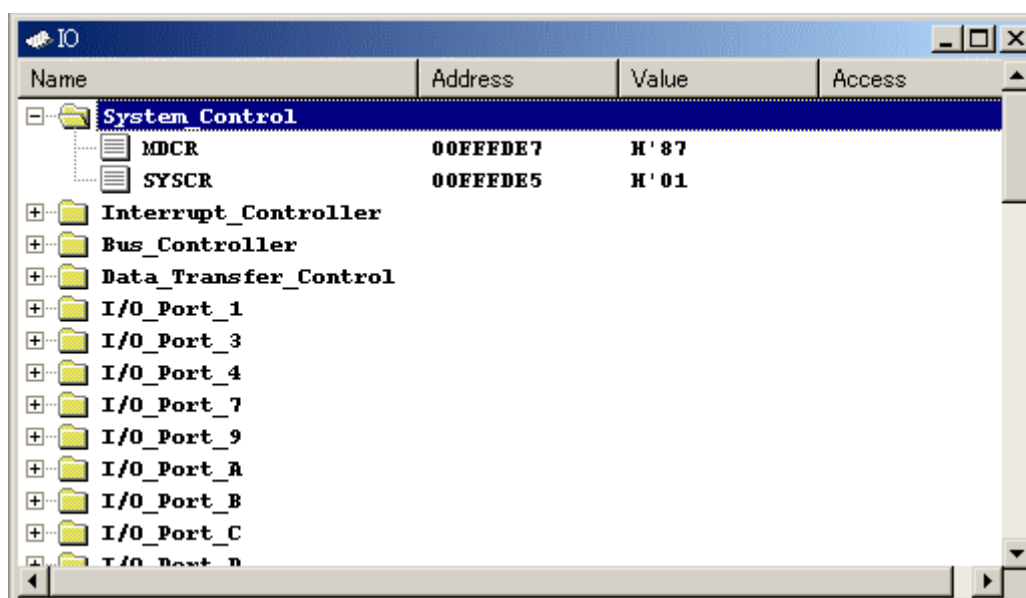 IO
Name Address Value Access
System_Control
MDCR 00FFFDE7 H'87
SYSCR 00FFFDE5 H'01
Interrupt_Controller
Bus_Controller
Data_Transfer_Control
I/O_Port_1
I/O_Port_3
I/O_Port_4
I/O_Port_7
I/O_Port_9
I/O_Port_A
I/O_Port_B
I/O_Port_C
I/O_Port